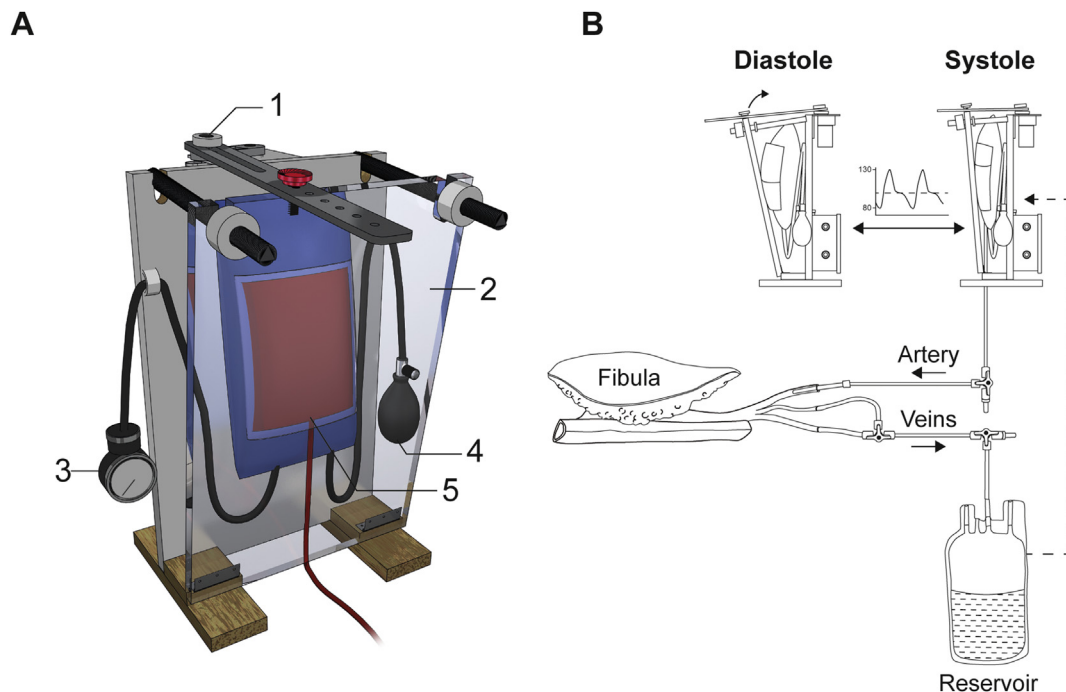 A
1
2
3
4
5
B
Diastole
Systole
130
80
Artery
Fibula
Veins
Reservoir